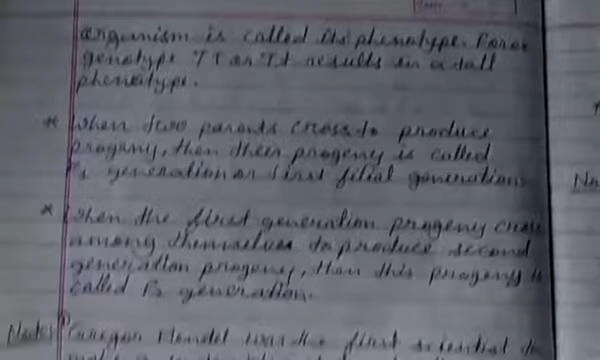 organism is called its phenotype. For ex
genotype TT or Tt results in a tall
phenotype.
* When two parents cross to produce
progeny, then their progeny is called
F1 generation or first filial generation.
* When the first generation progeny cross
among themselves to produce second
generation progeny, then this progeny is
called F2 generation.
Note: Gregor Mendel was the first scientist to